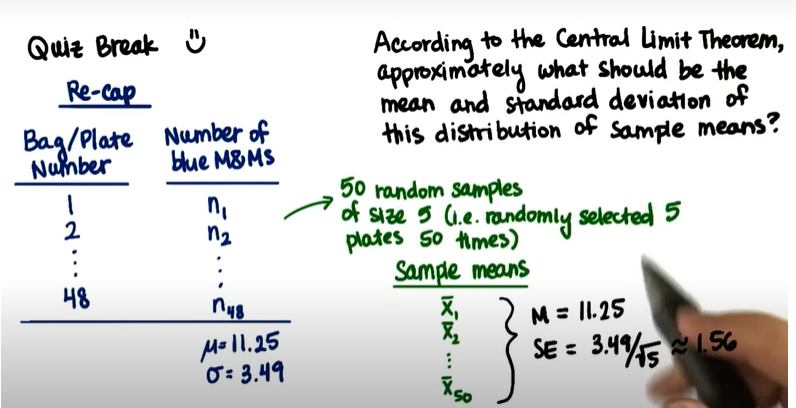 Quiz Break
Re-cap
Bag/Plate Number
Number of blue M&Ms
1 n₁
2 n₂
⋮ ⋮
48 n₄₈
μ=11.25
σ=3.49
According to the Central Limit Theorem,
approximately what should be the
mean and standard deviation of
this distribution of sample means?
50 random samples
of size 5 (i.e. randomly selected 5
plates 50 times)
Sample means
x̄₁
x̄₂
⋮
x̄₅₀
M = 11.25
SE = 3.49/√5 ≈ 1.56